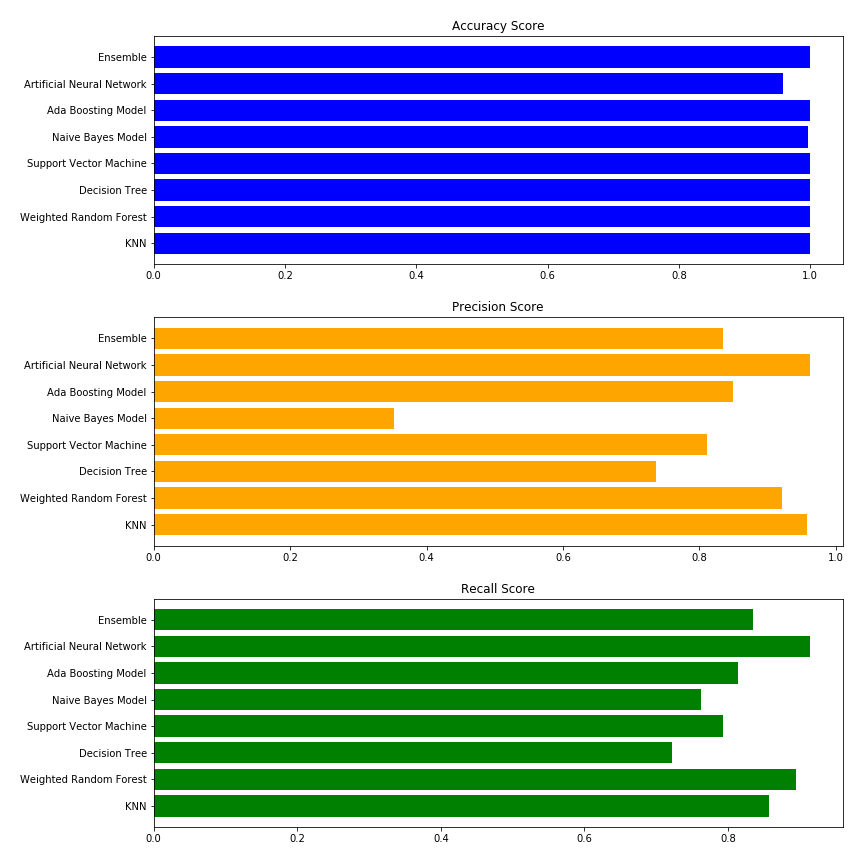 Accuracy Score
Ensemble
Artificial Neural Network
Ada Boosting Model
Naive Bayes Model
Support Vector Machine
Decision Tree
Weighted Random Forest
KNN
0.0 0.2 0.4 0.6 0.8 1.0
Precision Score
Ensemble
Artificial Neural Network
Ada Boosting Model
Naive Bayes Model
Support Vector Machine
Decision Tree
Weighted Random Forest
KNN
0.0 0.2 0.4 0.6 0.8 1.0
Recall Score
Ensemble
Artificial Neural Network
Ada Boosting Model
Naive Bayes Model
Support Vector Machine
Decision Tree
Weighted Random Forest
KNN
0.0 0.2 0.4 0.6 0.8